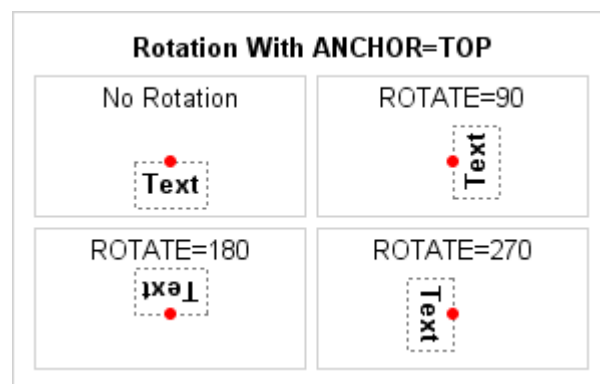 Rotation With ANCHOR=TOP
No Rotation
Text
ROTATE=90
Text
ROTATE=180
Text
ROTATE=270
Text